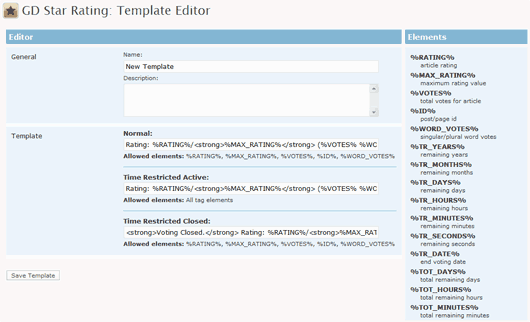 GD Star Rating: Template Editor
Editor
General
Name:
New Template
Description:
Template
Normal:
Rating: %RATING%/<strong>%MAX_RATING%</strong> (%VOTES% %WO
Allowed elements: %RATING%, %MAX_RATING%, %VOTES%, %ID%, %WORD_VOTES%
Time Restricted Active:
Rating: %RATING%/<strong>%MAX_RATING%</strong> (%VOTES% %WO
Allowed elements: All tag elements
Time Restricted Closed:
<strong>Voting Closed.</strong> Rating: %RATING%/<strong>%MAX_RAT
Allowed elements: %RATING%, %MAX_RATING%, %VOTES%, %ID%, %WORD_VOTES%
Save Template
Elements
%RATING%
article rating
%MAX_RATING%
maximum rating value
%VOTES%
total votes for article
%ID%
post/page id
%WORD_VOTES%
singular/plural word votes
%TR_YEARS%
remaining years
%TR_MONTHS%
remaining months
%TR_DAYS%
remaining days
%TR_HOURS%
remaining hours
%TR_MINUTES%
remaining minutes
%TR_SECONDS%
remaining seconds
%TR_DATE%
end voting date
%TOT_DAYS%
total remaining days
%TOT_HOURS%
total remaining hours
%TOT_MINUTES%
total remaining minutes